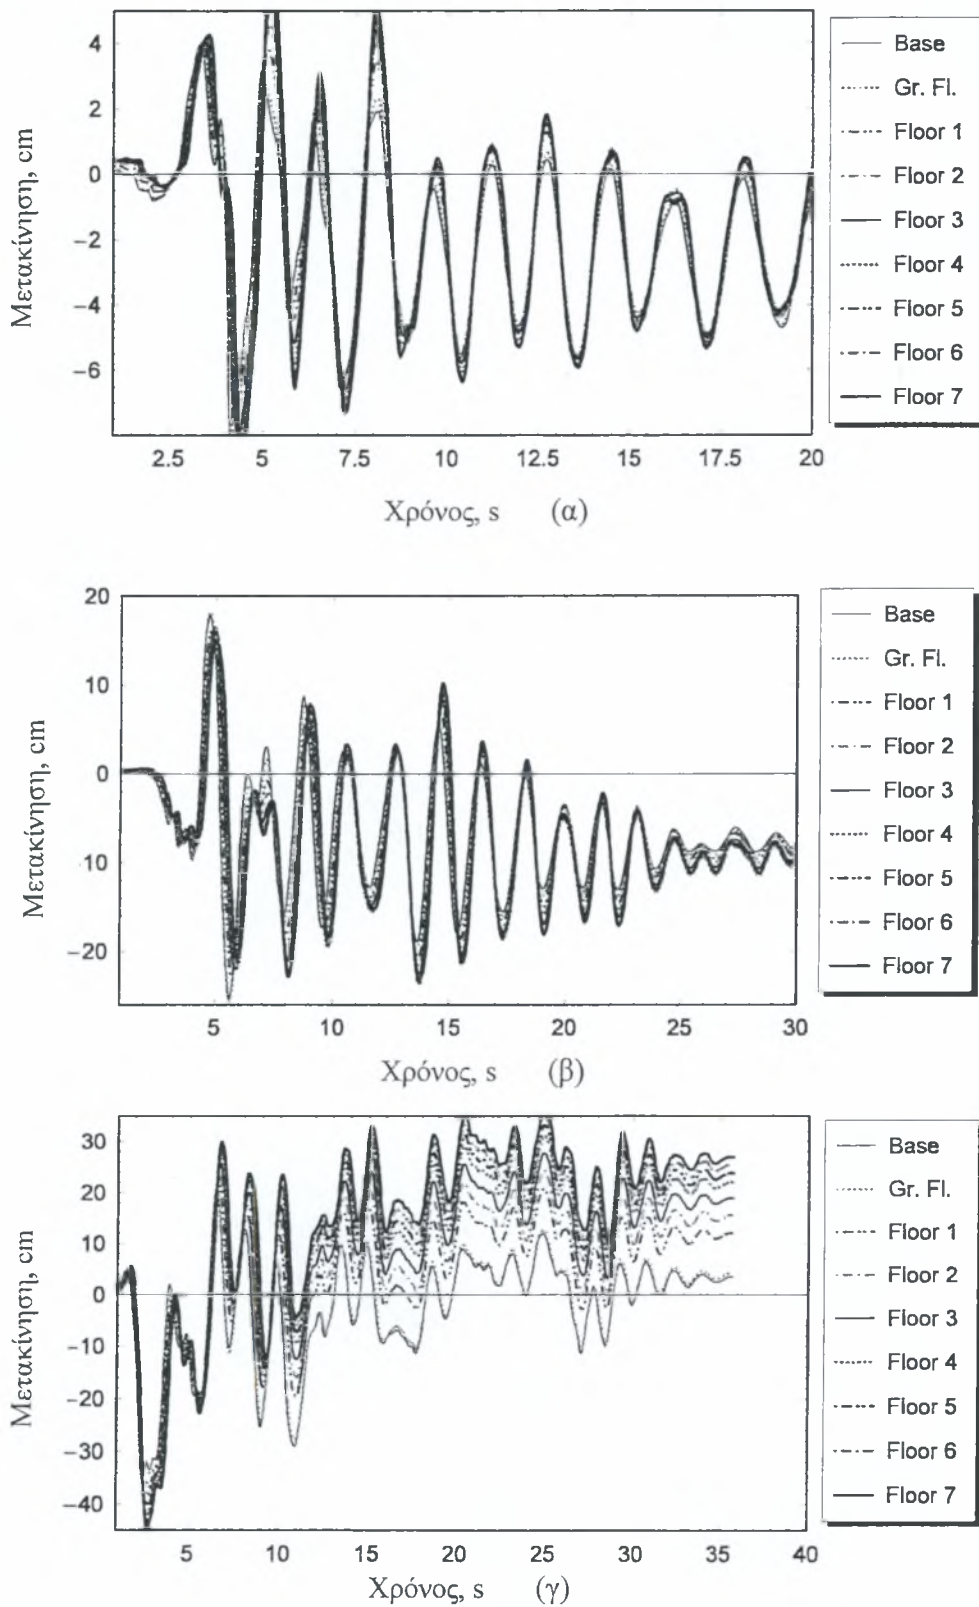 4
2
0
−2
−4
−6
Μετακίνηση, cm
2.5 5 7.5 10 12.5 15 17.5 20
Χρόνος, s (α)
Base
Gr. Fl.
Floor 1
Floor 2
Floor 3
Floor 4
Floor 5
Floor 6
Floor 7
20
10
0
10
−20
Μετακίνηση, cm
5 10 15 20 25 30
Χρόνος, s (β)
Base
Gr. Fl.
Floor 1
Floor 2
Floor 3
Floor 4
Floor 5
Floor 6
Floor 7
30
20
10
0
−10
−20
−30
−40
Μετακίνηση, cm
5 10 15 20 25 30 35 40
Χρόνος, s (γ)
Base
Gr. Fl.
Floor 1
Floor 2
Floor 3
Floor 4
Floor 5
Floor 6
Floor 7